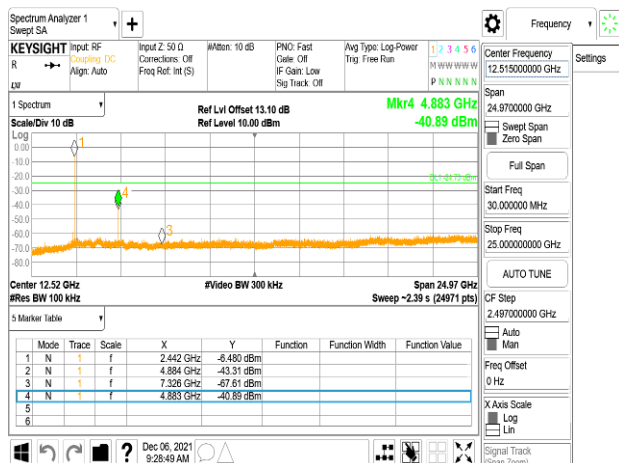 Spectrum Analyzer 1
Swept SA
+
Frequency
KEYSIGHT
Input: RF
Coupling: DC
Align: Auto
Input Z: 50 Ω
Corrections: Off
Freq Ref: Int (S)
#Atten: 10 dB
PNO: Fast
Gate: Off
IF Gain: Low
Sig Track: Off
Avg Type: Log-Power
Trig: Free Run
1 2 3 4 5 6
M W W W W W
P N N N N N
R
LXI
Center Frequency
12.515000000 GHz
Settings
Span
24.9700000 GHz
Swept Span
Zero Span
Full Span
Start Freq
30.000000 MHz
Stop Freq
25.000000000 GHz
AUTO TUNE
CF Step
2.497000000 GHz
Auto
Man
Freq Offset
0 Hz
X Axis Scale
Log
Lin
Signal Track
(Span Zoom)
1 Spectrum
Scale/Div 10 dB
Ref Lvl Offset 13.10 dB
Ref Level 10.00 dBm
Mkr4 4.883 GHz
-40.89 dBm
Log
0.00
-10.0
-20.0
-30.0
-40.0
-50.0
-60.0
-70.0
-80.0
1
4
3
Center 12.52 GHz
#Res BW 100 kHz
#Video BW 300 kHz
Span 24.97 GHz
Sweep ~2.39 s (24971 pts)
5 Marker Table
Mode Trace Scale X Y Function Function Width Function Value
1 N 1 f 2.442 GHz -6.480 dBm
2 N 1 f 4.884 GHz -43.31 dBm
3 N 1 f 7.326 GHz -67.61 dBm
4 N 1 f 4.883 GHz -40.89 dBm
5
6
?
Dec 06, 2021
9:28:49 AM